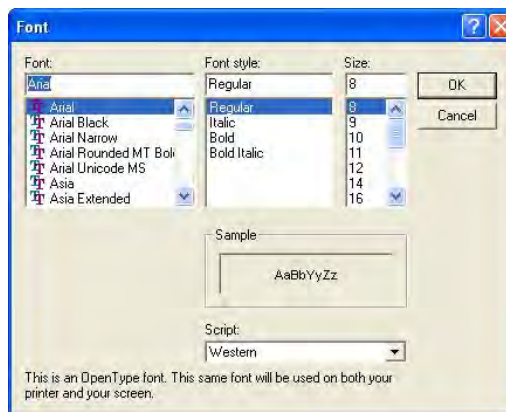 Font
Font:
Arial
Arial
Arial Black
Arial Narrow
Arial Rounded MT Bol
Arial Unicode MS
Asia
Asia Extended
Font style:
Regular
Regular
Italic
Bold
Bold Italic
Size:
8
8
9
10
11
12
14
16
OK
Cancel
Sample
AaBbYyZz
Script:
Western
This is an OpenType font. This same font will be used on both your
printer and your screen.